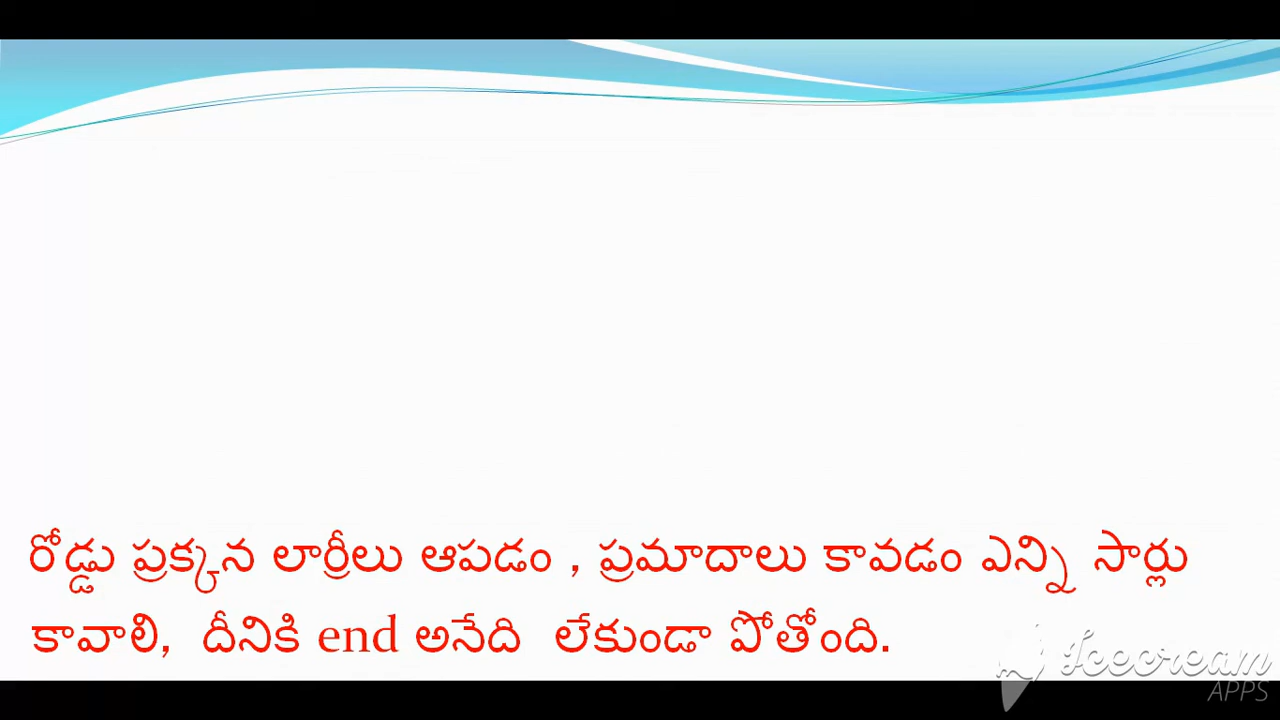 రోడ్డు ప్రక్కన లార్రీలు ఆపడం , ప్రమాదాలు కావడం ఎన్ని సార్లు
కావాలి, దీనికి end అనేది లేకుండా పోతోంది.
Icecream
APPS